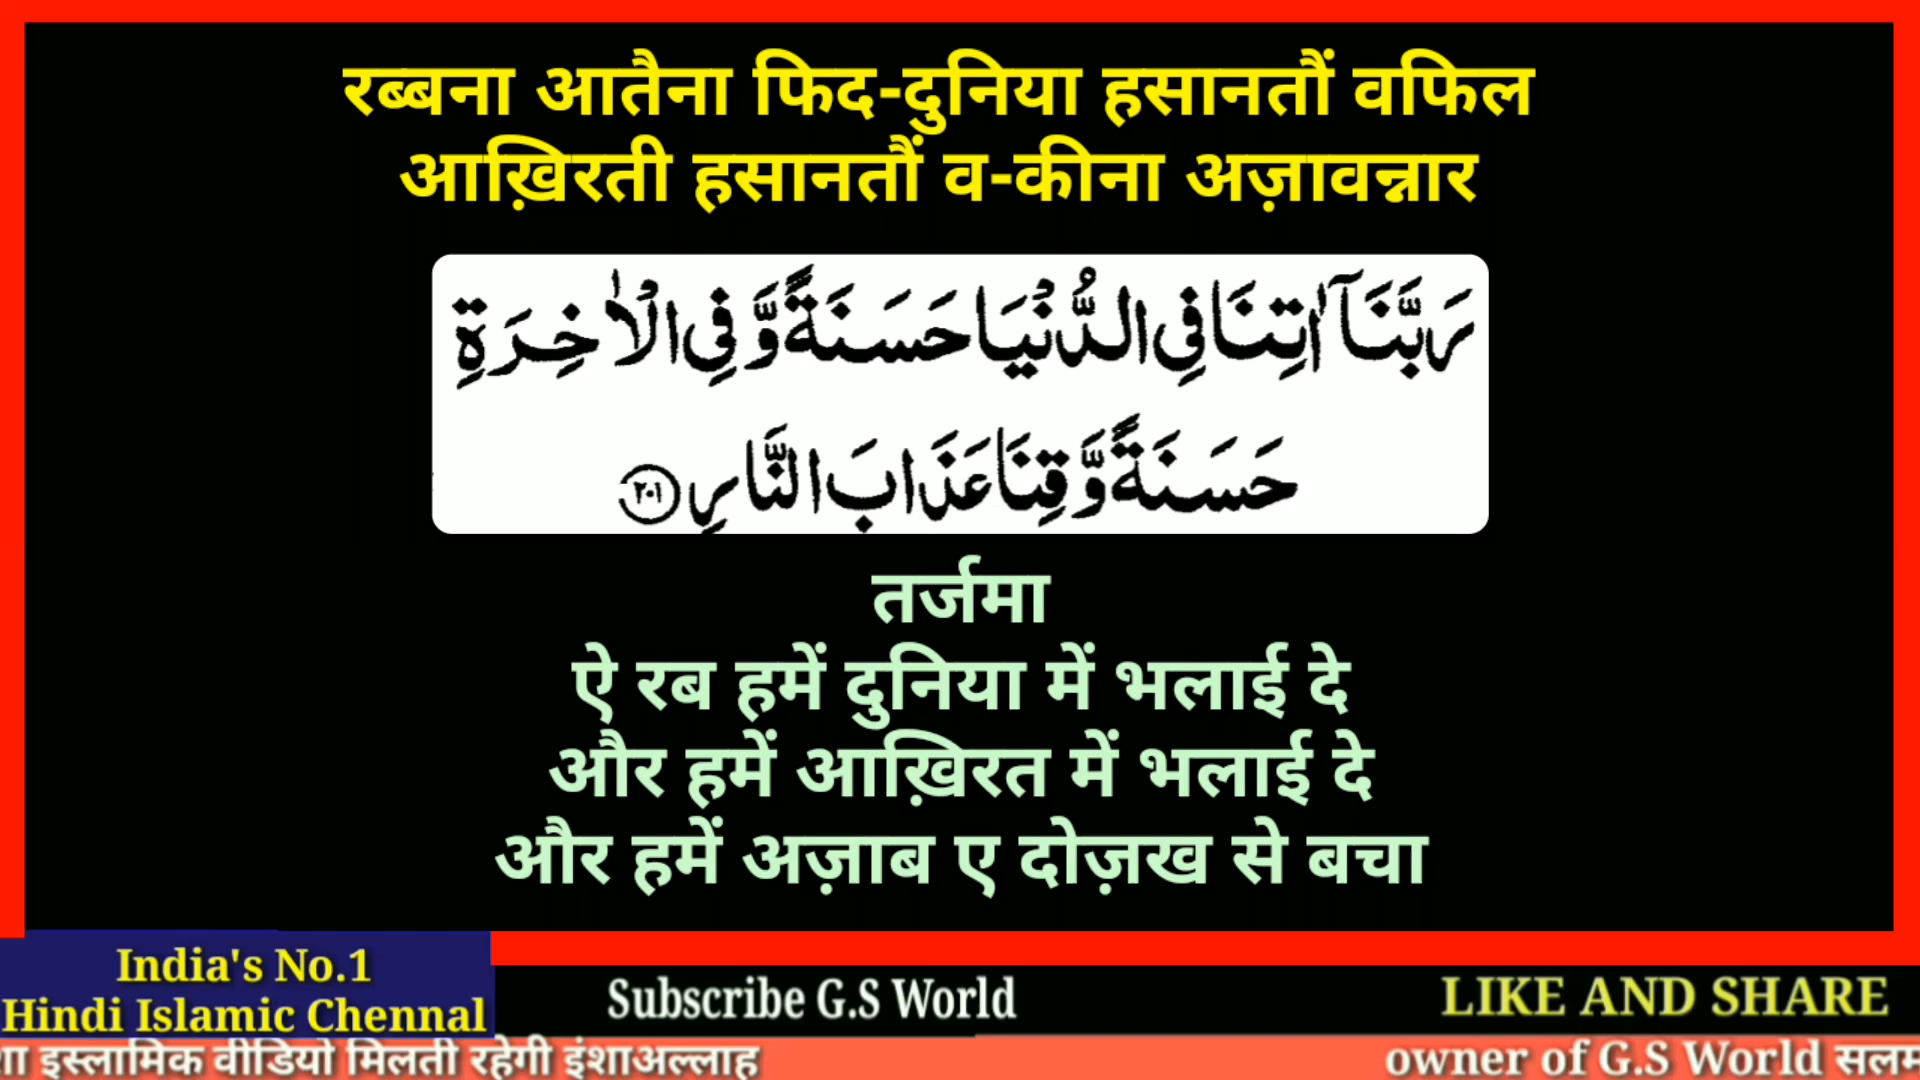 रब्बना आतैना फिद-दुनिया हसानतौं वफिल
आख़िरती हसानतौं व-कीना अज़ावन्नार
رَبَّنَآ اٰتِنَا فِی الدُّنْیَا حَسَنَةً وَّ فِی الْاٰخِرَةِ
حَسَنَةً وَّ قِنَا عَذَابَ النَّارِ ﴿۲۰۱﴾
तर्जमा
ऐ रब हमें दुनिया में भलाई दे
और हमें आख़िरत में भलाई दे
और हमें अज़ाब ए दोज़ख से बचा
India's No.1
Hindi Islamic Chennal
Subscribe G.S World
LIKE AND SHARE
इस्लामिक वीडियो मिलती रहेगी इंशाअल्लाह
owner of G.S World